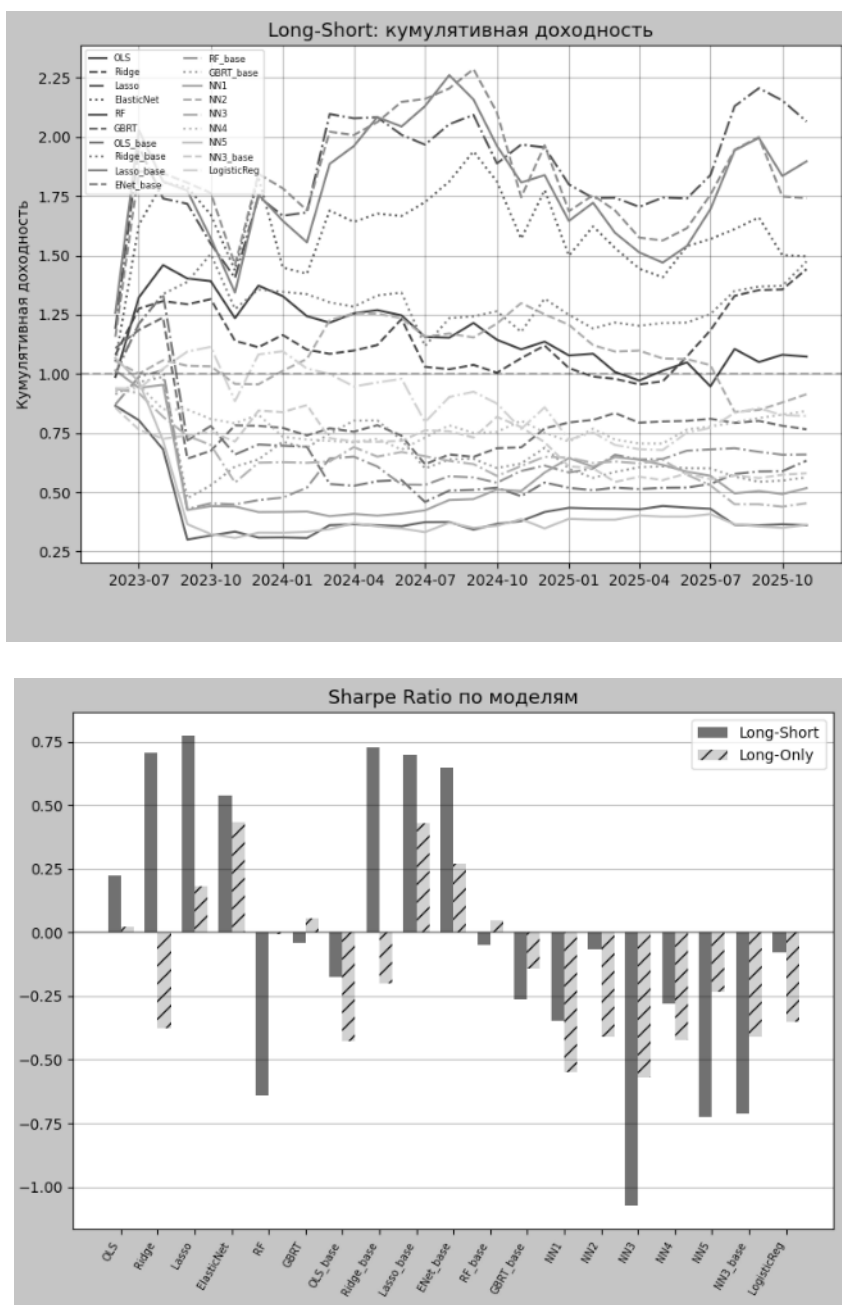 Long-Short: кумулятивная доходность
Кумулятивная доходность
2.25
2.00
1.75
1.50
1.25
1.00
0.75
0.50
0.25
OLS
Ridge
Lasso
ElasticNet
RF
GBRT
OLS_base
Ridge_base
Lasso_base
ENet_base
RF_base
GBRT_base
NN1
NN2
NN3
NN4
NN5
NN3_base
LogisticReg
2023-07 2023-10 2024-01 2024-04 2024-07 2024-10 2025-01 2025-04 2025-07 2025-10
Sharpe Ratio по моделям
Long-Short
Long-Only
0.75
0.50
0.25
0.00
−0.25
−0.50
−0.75
−1.00
OLS
Ridge
Lasso
ElasticNet
RF
GBRT
OLS_base
Ridge_base
Lasso_base
ENet_base
RF_base
GBRT_base
NN1
NN2
NN3
NN4
NN5
NN3_base
LogisticReg